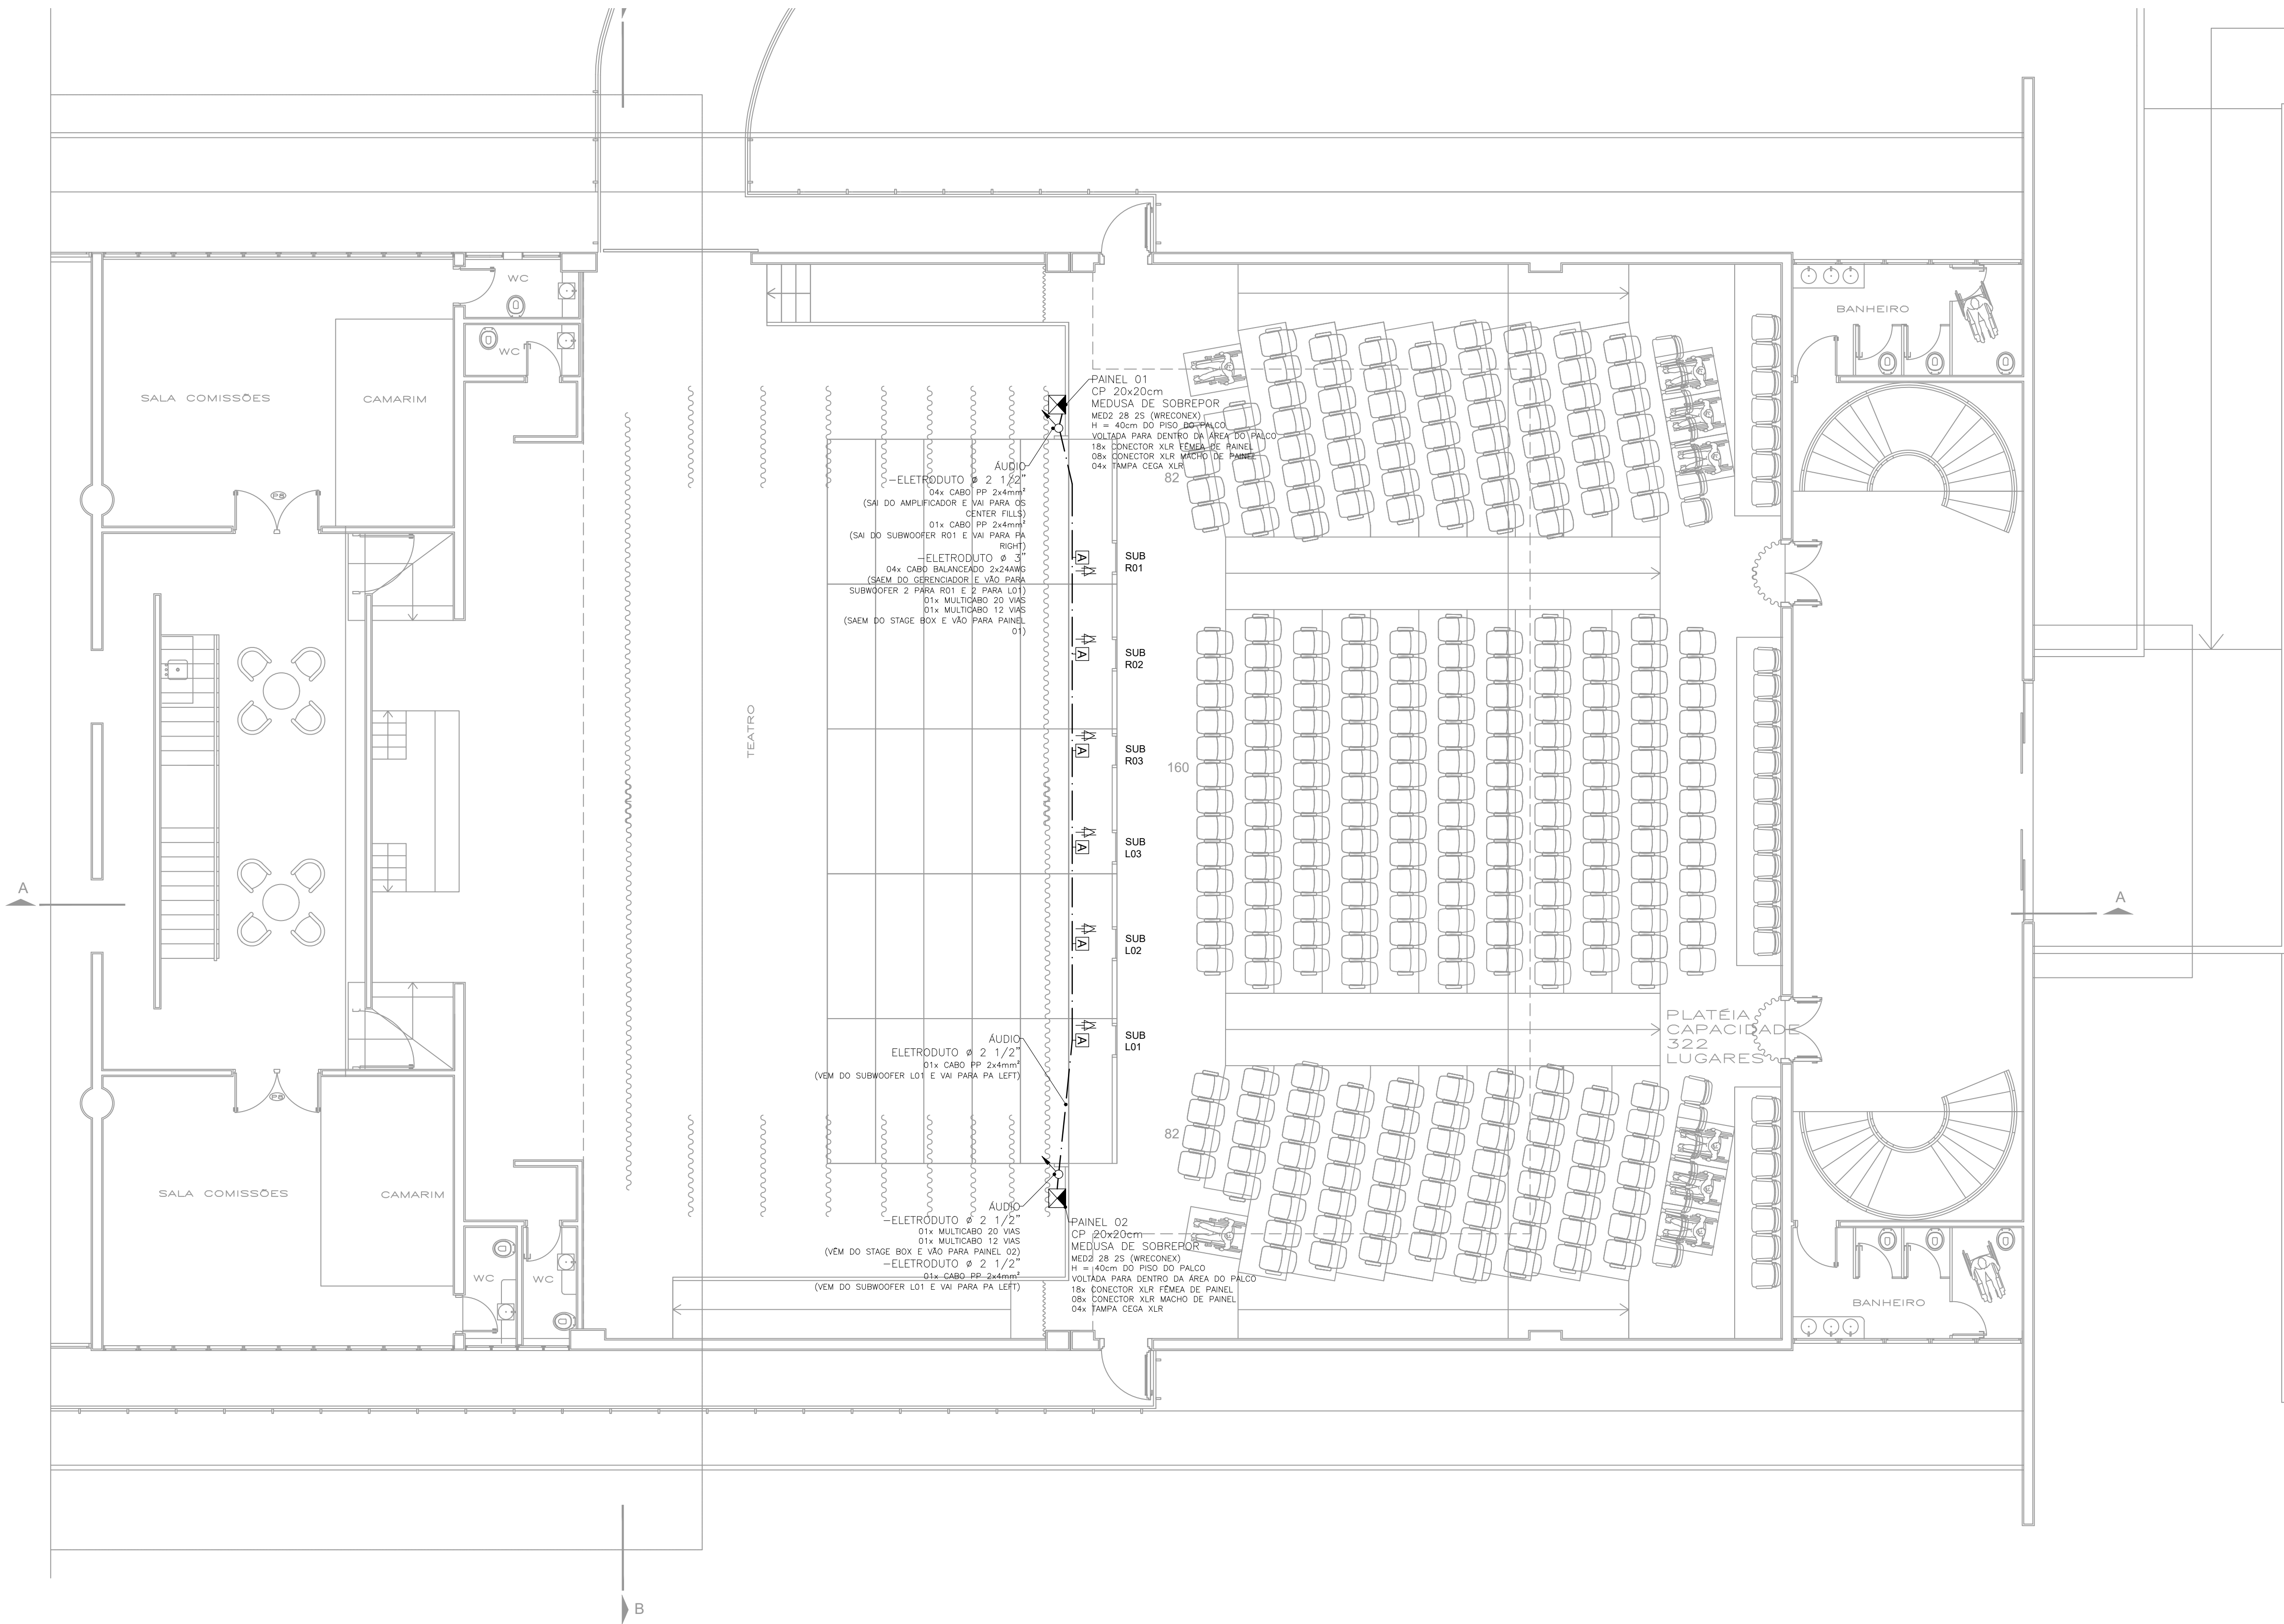 WC
BANHEIRO
WC
SALA COMISSÕES
CAMARIM
PAINEL 01
CP 20x20cm
MEDUSA DE SOBREPOR
MED2 28 2S (WRECONEX)
H = 40cm DO PISO DO PALCO
VOLTADA PARA DENTRO DA ÁREA DO PALCO
18x CONECTOR XLR FÊMEA DE PAINEL
08x CONECTOR XLR MACHO DE PAINEL
04x TAMPA CEGA XLR
82
ÁUDIO
-ELETRODUTO ø 2 1/2"
04x CABO PP 2x4mm²
(SAI DO AMPLIFICADOR E VAI PARA OS
CENTER FILLS)
01x CABO PP 2x4mm²
(SAI DO SUBWOOFER R01 E VAI PARA PA
RIGHT)
-ELETRODUTO ø 3"
04x CABO BALANCEADO 2x24AWG
(SAEM DO GERENCIADOR E VÃO PARA
SUBWOOFER 2 PARA R01 E 2 PARA L01)
01x MULTICABO 20 VIAS
01x MULTICABO 12 VIAS
(SAEM DO STAGE BOX E VÃO PARA PAINEL
01)
A
SUB
R01
A
SUB
R02
TEATRO
A
SUB
R03
160
A
SUB
L03
A
A
A
SUB
L02
PLATÉIA
CAPACIDADE
322
LUGARES
A
SUB
L01
ÁUDIO
ELETRODUTO ø 2 1/2"
01x CABO PP 2x4mm²
(VEM DO SUBWOOFER L01 E VAI PARA PA LEFT)
82
SALA COMISSÕES
CAMARIM
ÁUDIO
-ELETRODUTO ø 2 1/2"
01x MULTICABO 20 VIAS
01x MULTICABO 12 VIAS
(VÊM DO STAGE BOX E VÃO PARA PAINEL 02)
-ELETRODUTO ø 2 1/2"
01x CABO PP 2x4mm²
(VEM DO SUBWOOFER L01 E VAI PARA PA LEFT)
PAINEL 02
CP 20x20cm
MEDUSA DE SOBREPOR
MED2 28 2S (WRECONEX)
H = 40cm DO PISO DO PALCO
VOLTADA PARA DENTRO DA ÁREA DO PALCO
18x CONECTOR XLR FÊMEA DE PAINEL
08x CONECTOR XLR MACHO DE PAINEL
04x TAMPA CEGA XLR
WC
WC
BANHEIRO
B